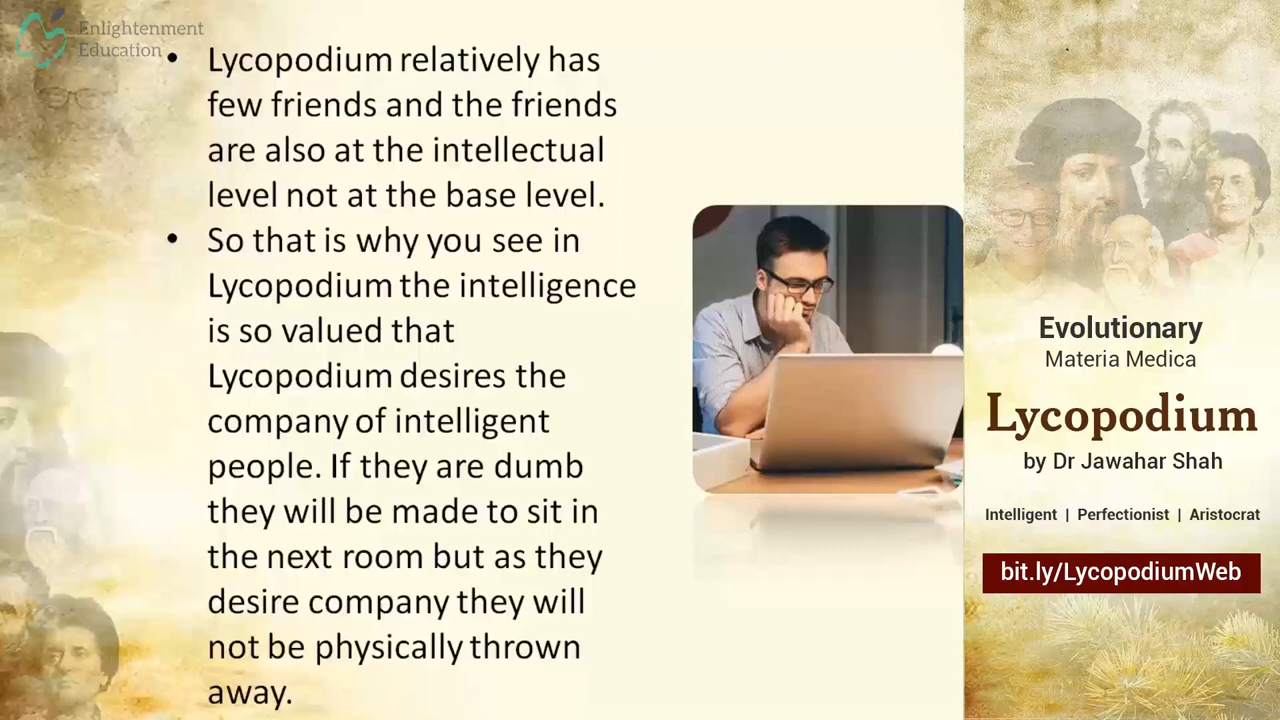 Enlightenment
Education
• Lycopodium relatively has
few friends and the friends
are also at the intellectual
level not at the base level.
• So that is why you see in
Lycopodium the intelligence
is so valued that
Lycopodium desires the
company of intelligent
people. If they are dumb
they will be made to sit in
the next room but as they
desire company they will
not be physically thrown
away.
Evolutionary
Materia Medica
Lycopodium
by Dr Jawahar Shah
Intelligent | Perfectionist | Aristocrat
bit.ly/LycopodiumWeb